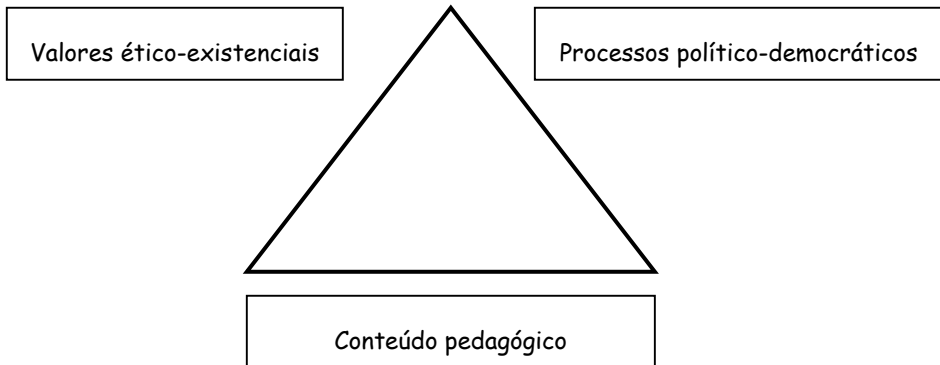 Valores ético-existenciais
Processos político-democráticos
Conteúdo pedagógico